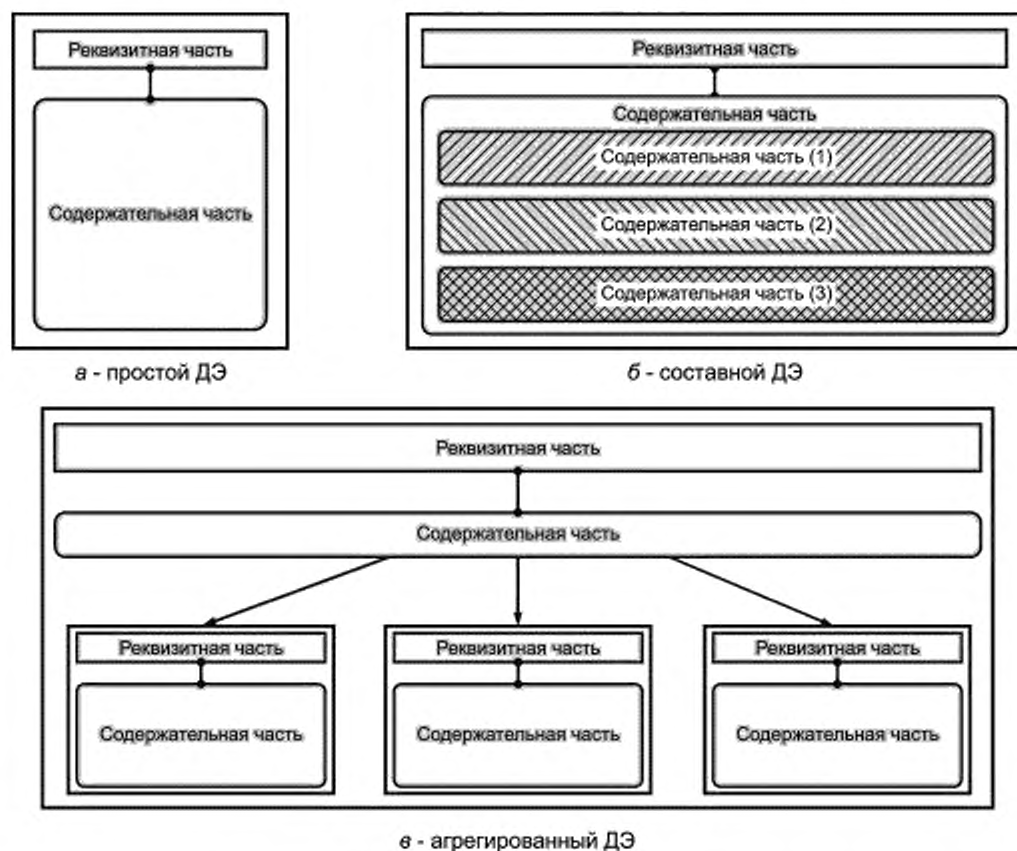 Реквизитная часть
Содержательная часть
а - простой ДЭ
Реквизитная часть
Содержательная часть
Содержательная часть (1)
Содержательная часть (2)
Содержательная часть (3)
б - составной ДЭ
Реквизитная часть
Содержательная часть
Реквизитная часть
Содержательная часть
Реквизитная часть
Содержательная часть
Реквизитная часть
Содержательная часть
в - агрегированный ДЭ